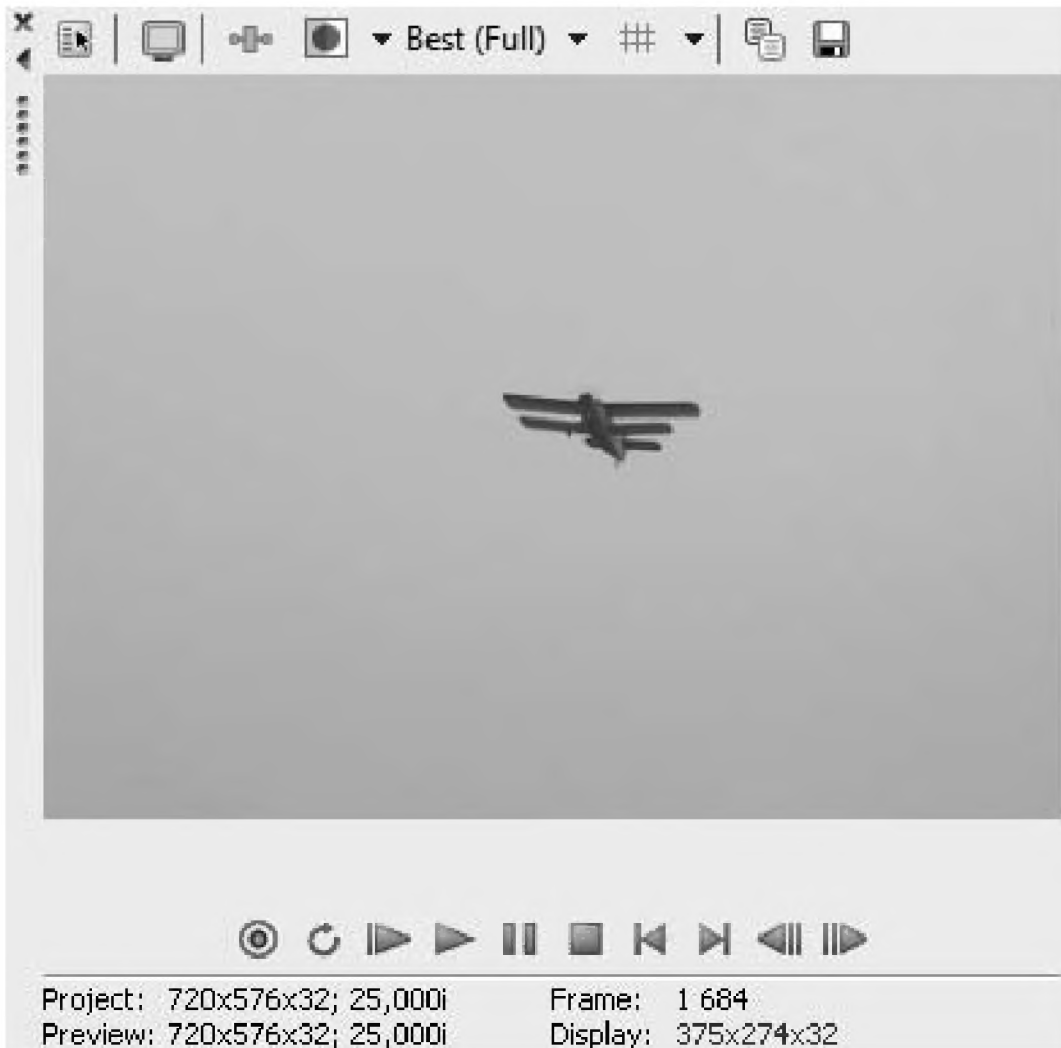 Best (Full)
Project: 720x576x32; 25,000i
Frame: 1 684
Preview: 720x576x32; 25,000i
Display: 375x274x32